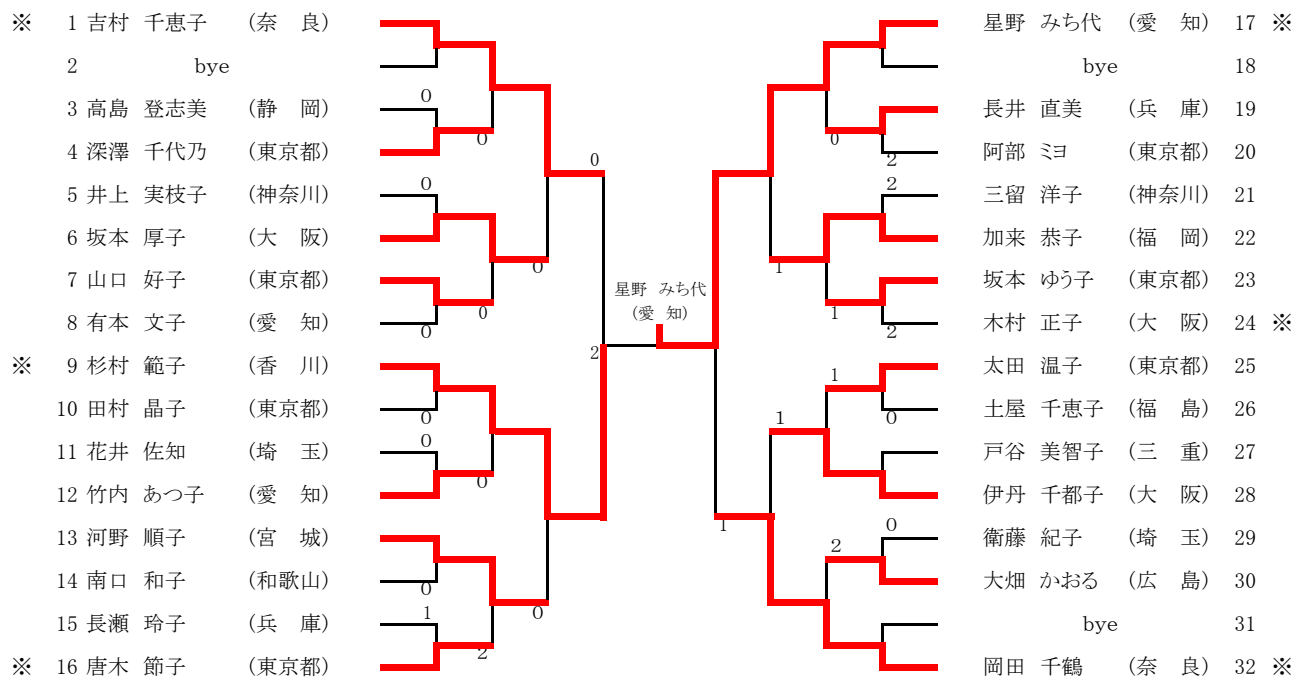 ※ 1 吉村 千恵子 (奈 良)
2 bye
0
3 高島 登志美 (静 岡)
0
4 深澤 千代乃 (東京都)
0
0
5 井上 実枝子 (神奈川)
6 坂本 厚子 (大 阪)
0
7 山口 好子 (東京都)
0
8 有本 文子 (愛 知)
0
2
※ 9 杉村 範子 (香 川)
10 田村 晶子 (東京都)
0
0
11 花井 佐知 (埼 玉)
0
12 竹内 あつ子 (愛 知)
13 河野 順子 (宮 城)
14 南口 和子 (和歌山)
0
1
0
15 長瀬 玲子 (兵 庫)
2
※ 16 唐木 節子 (東京都)
星野 みち代
(愛 知)
星野 みち代 (愛 知) 17 ※
bye 18
長井 直美 (兵 庫) 19
0
阿部 ミヨ (東京都) 20
2
2
三留 洋子 (神奈川) 21
加来 恭子 (福 岡) 22
1
坂本 ゆう子 (東京都) 23
1
木村 正子 (大 阪) 24 ※
2
太田 温子 (東京都) 25
1
土屋 千恵子 (福 島) 26
0
1
戸谷 美智子 (三 重) 27
伊丹 千都子 (大 阪) 28
1
0
衛藤 紀子 (埼 玉) 29
2
大畑 かおる (広 島) 30
bye 31
岡田 千鶴 (奈 良) 32 ※